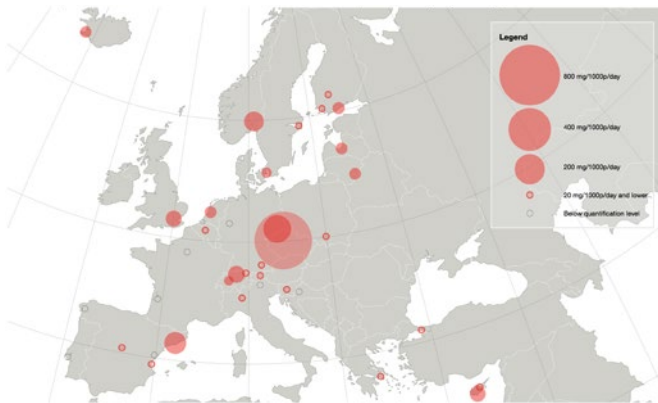 Legend
800 mg/1000p/day
400 mg/1000p/day
200 mg/1000p/day
20 mg/1000p/day and lower
Below quantification level